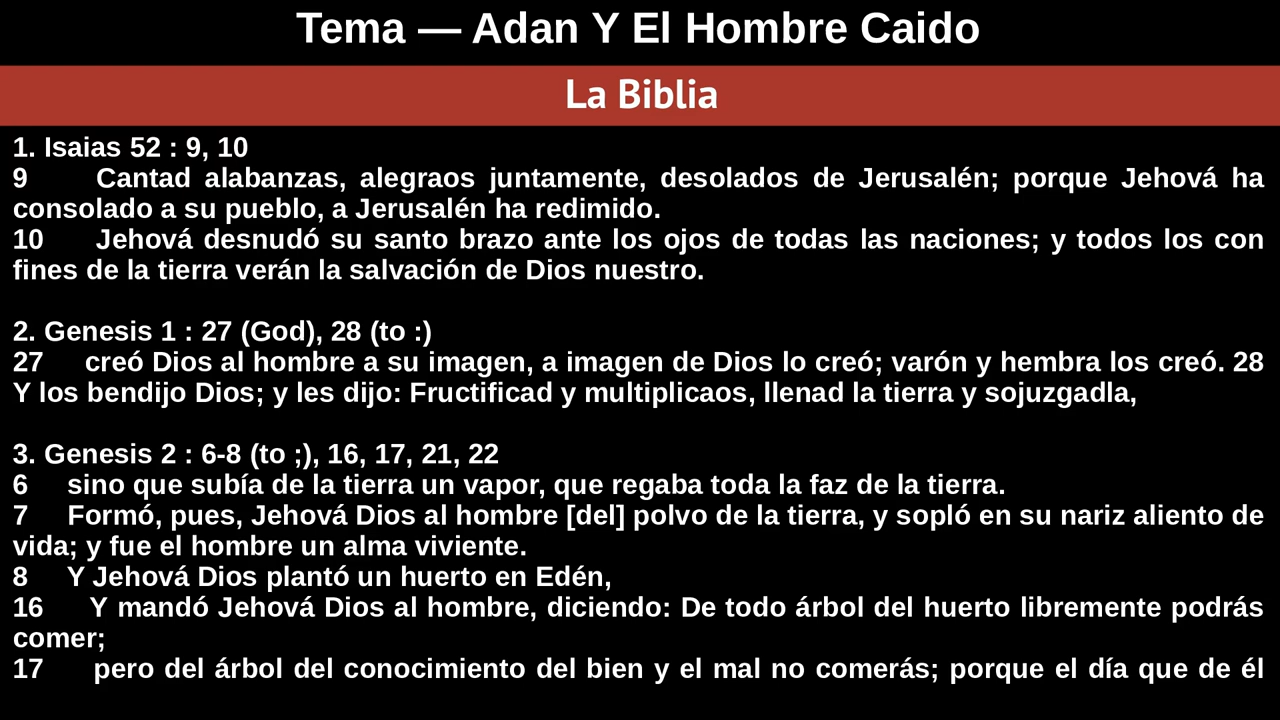 Tema — Adan Y El Hombre Caido
La Biblia
1. Isaias 52 : 9, 10
9 Cantad alabanzas, alegraos juntamente, desolados de Jerusalén; porque Jehová ha
consolado a su pueblo, a Jerusalén ha redimido.
10 Jehová desnudó su santo brazo ante los ojos de todas las naciones; y todos los con
fines de la tierra verán la salvación de Dios nuestro.
2. Genesis 1 : 27 (God), 28 (to :)
27 creó Dios al hombre a su imagen, a imagen de Dios lo creó; varón y hembra los creó. 28
Y los bendijo Dios; y les dijo: Fructificad y multiplicaos, llenad la tierra y sojuzgadla,
3. Genesis 2 : 6-8 (to ;), 16, 17, 21, 22
6 sino que subía de la tierra un vapor, que regaba toda la faz de la tierra.
7 Formó, pues, Jehová Dios al hombre [del] polvo de la tierra, y sopló en su nariz aliento de
vida; y fue el hombre un alma viviente.
8 Y Jehová Dios plantó un huerto en Edén,
16 Y mandó Jehová Dios al hombre, diciendo: De todo árbol del huerto libremente podrás
comer;
17 pero del árbol del conocimiento del bien y el mal no comerás; porque el día que de él